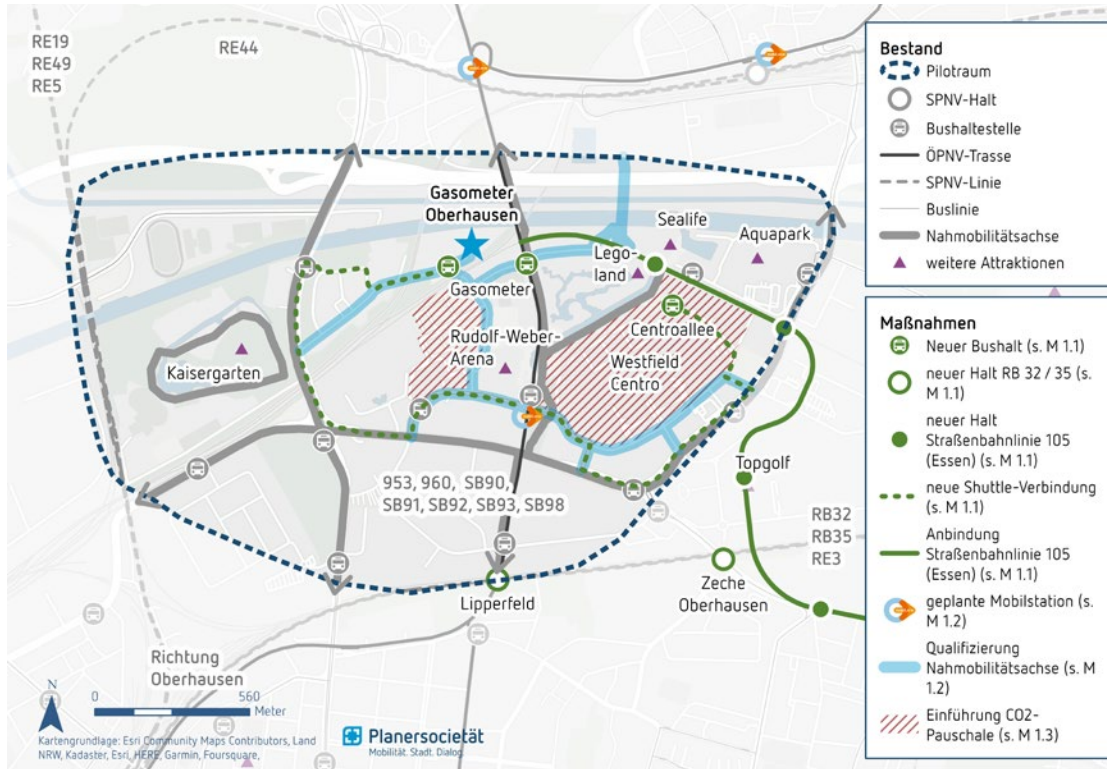 RE19
RE49
RE5
RE44
Gasometer
Oberhausen
Sealife
Aquapark
Lego-
land
Gasometer
Centroallee
Rudolf-Weber-
Arena
Westfield
Centro
Kaisergarten
Topgolf
953, 960, SB90,
SB91, SB92, SB93, SB98
RB32
RB35
RE3
Zeche
Oberhausen
Lipperfeld
Richtung
Oberhausen
N
0 560
Meter
Kartengrundlage: Esri Community Maps Contributors, Land
NRW, Kadaster, Esri, HERE, Garmin, Foursquare,
Planersocietät
Mobilität. Stadt. Dialog.
Bestand
Pilotraum
SPNV-Halt
Bushaltestelle
ÖPNV-Trasse
SPNV-Linie
Buslinie
Nahmobilitätsachse
weitere Attraktionen
Maßnahmen
Neuer Bushalt (s. M 1.1)
neuer Halt RB 32 / 35 (s.
M 1.1)
neuer Halt
Straßenbahnlinie 105
(Essen) (s. M 1.1)
neue Shuttle-Verbindung
(s. M 1.1)
Anbindung
Straßenbahnlinie 105
(Essen) (s. M 1.1)
geplante Mobilstation (s.
M 1.2)
Qualifizierung
Nahmobilitätsachse (s. M
1.2)
Einführung CO2-
Pauschale (s. M 1.3)